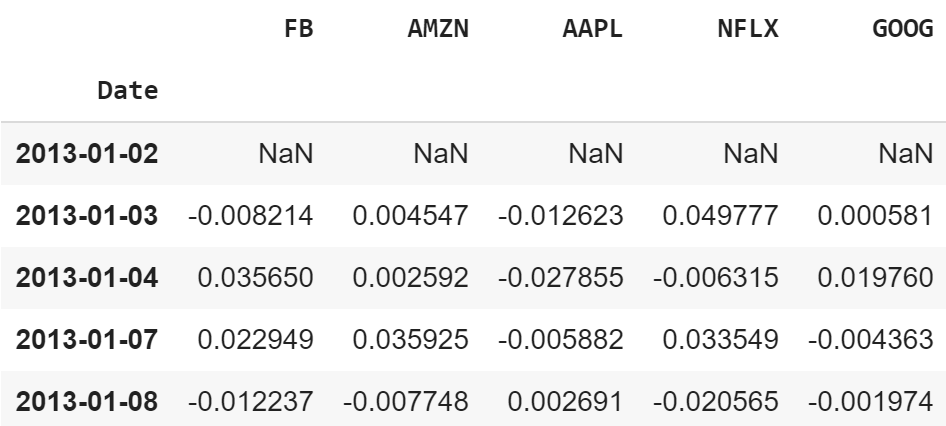 FB AMZN AAPL NFLX GOOG
Date
2013-01-02 NaN NaN NaN NaN NaN
2013-01-03 -0.008214 0.004547 -0.012623 0.049777 0.000581
2013-01-04 0.035650 0.002592 -0.027855 -0.006315 0.019760
2013-01-07 0.022949 0.035925 -0.005882 0.033549 -0.004363
2013-01-08 -0.012237 -0.007748 0.002691 -0.020565 -0.001974